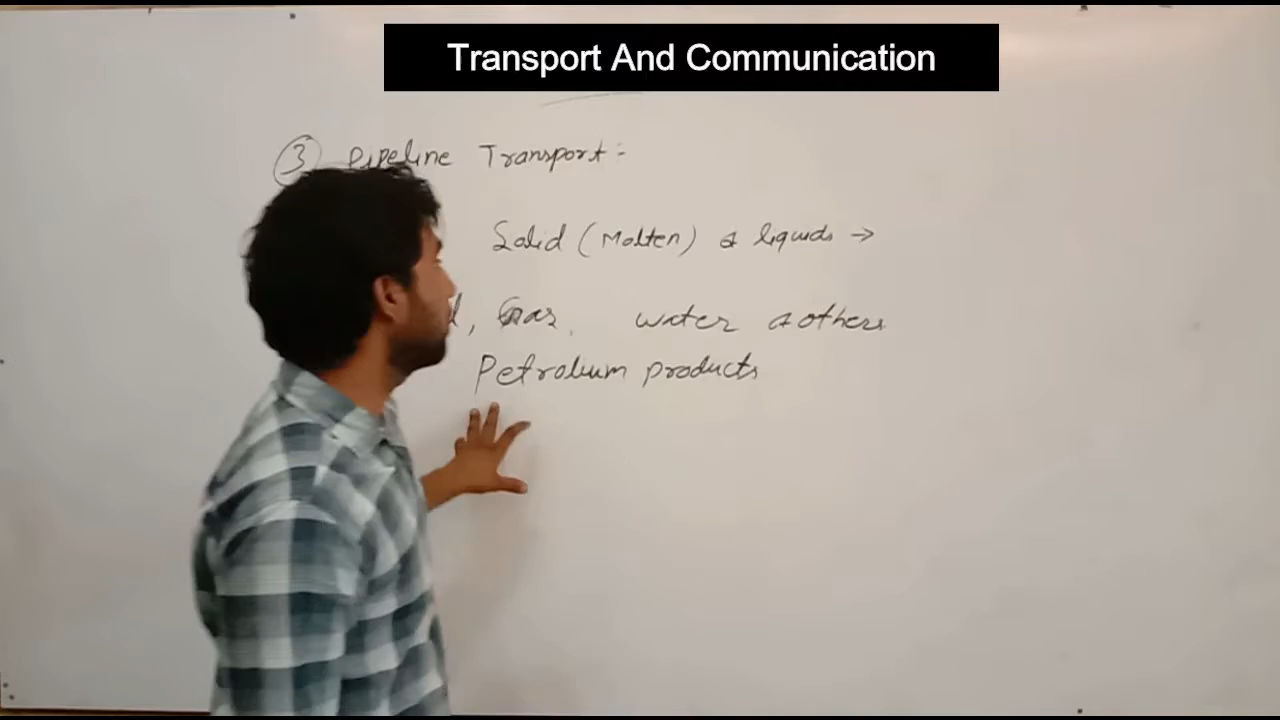 Transport And Communication
③ Pipeline Transport :-
Solid (Molten) & liquids →
, Gas, water & others
Petroleum products